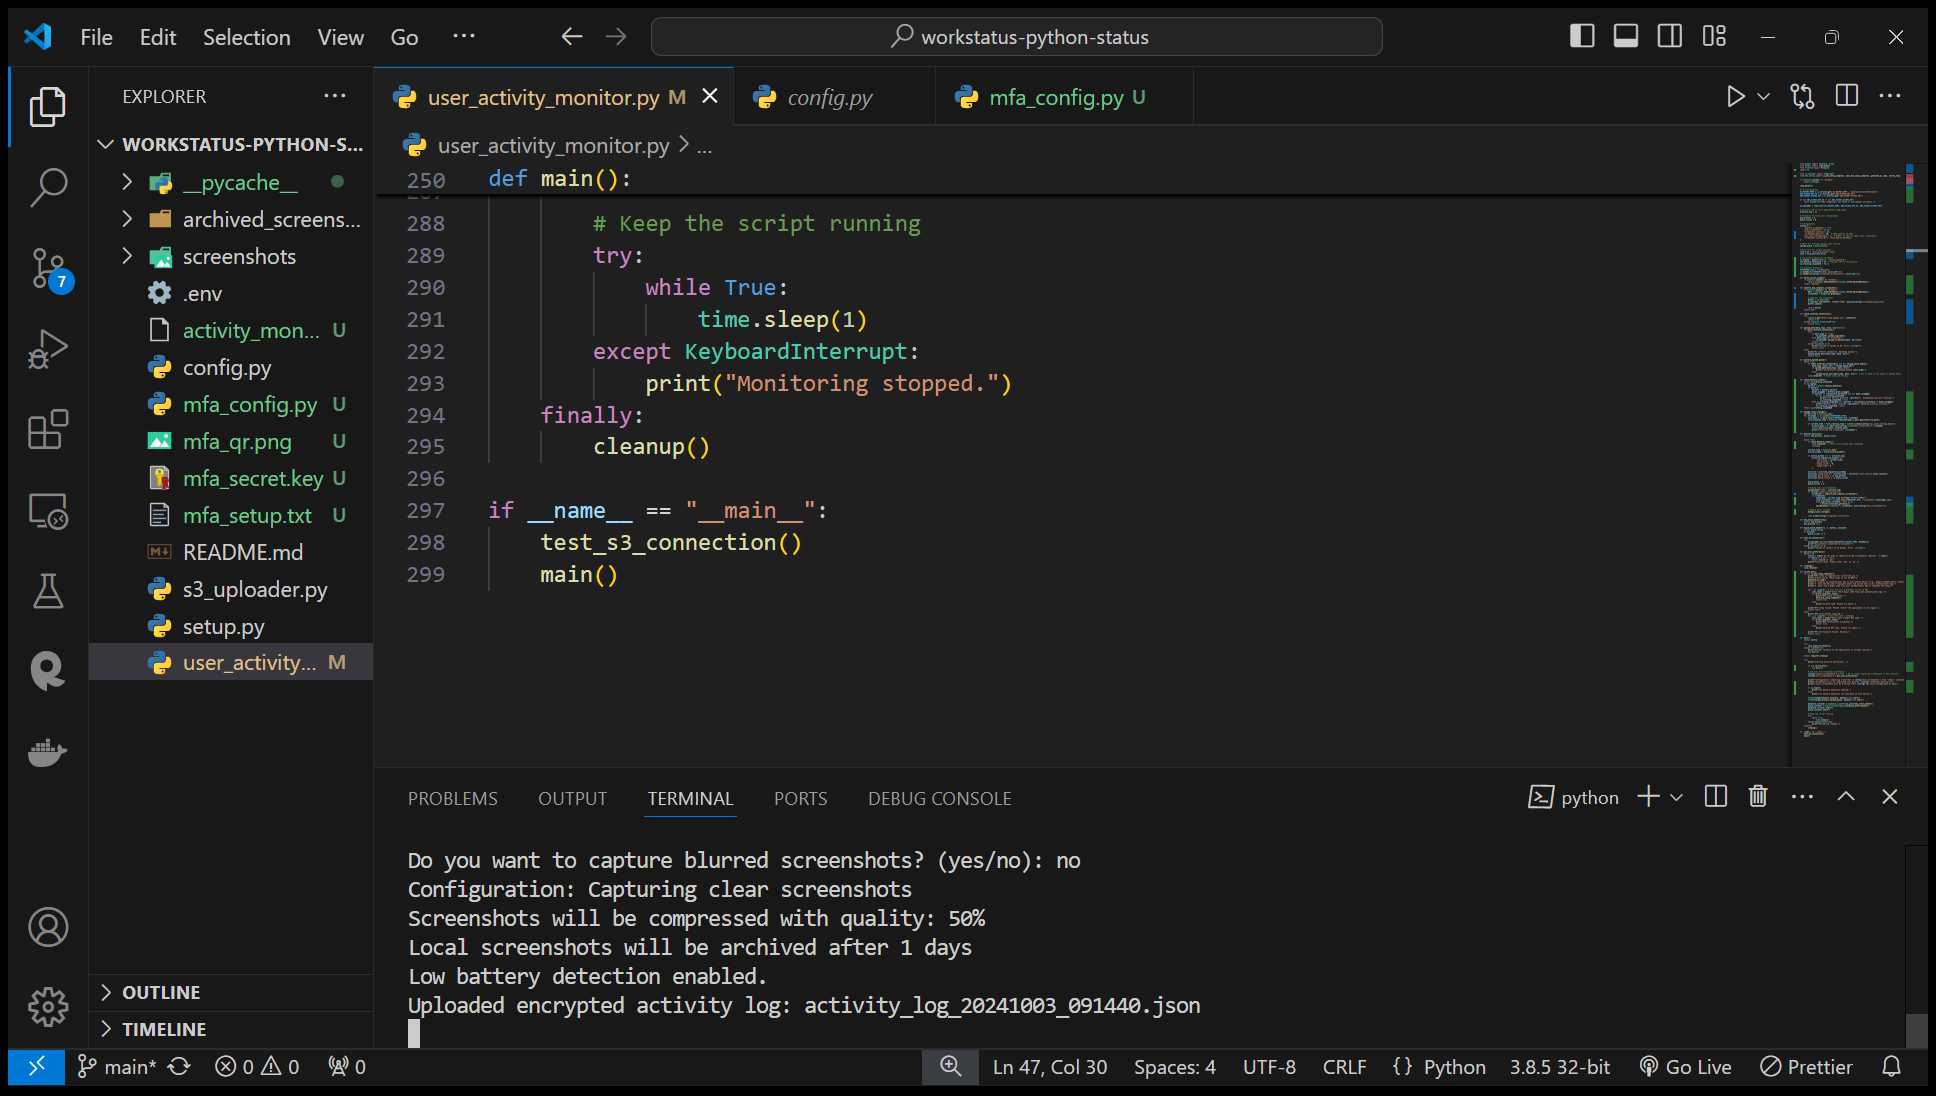 File Edit Selection View Go ...
workstatus-python-status
EXPLORER ...
WORKSTATUS-PYTHON-S...
__pycache__
archived_screens...
screenshots
.env
activity_mon... U
config.py
mfa_config.py U
mfa_qr.png U
mfa_secret.key U
mfa_setup.txt U
README.md
s3_uploader.py
setup.py
user_activity... M
OUTLINE
TIMELINE
7
user_activity_monitor.py M
config.py
mfa_config.py U
user_activity_monitor.py > ...
250 def main():
288 # Keep the script running
289 try:
290 while True:
291 time.sleep(1)
292 except KeyboardInterrupt:
293 print("Monitoring stopped.")
294 finally:
295 cleanup()
296
297 if __name__ == "__main__":
298 test_s3_connection()
299 main()
PROBLEMS OUTPUT TERMINAL PORTS DEBUG CONSOLE
python
Do you want to capture blurred screenshots? (yes/no): no
Configuration: Capturing clear screenshots
Screenshots will be compressed with quality: 50%
Local screenshots will be archived after 1 days
Low battery detection enabled.
Uploaded encrypted activity log: activity_log_20241003_091440.json
main* 0 0 0
Ln 47, Col 30 Spaces: 4 UTF-8 CRLF {} Python 3.8.5 32-bit Go Live Prettier